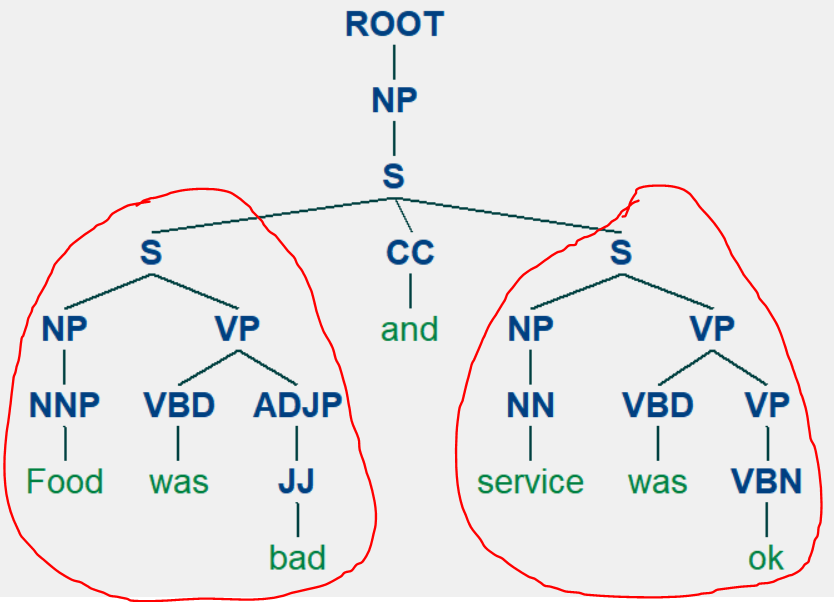 ROOT
NP
S
S CC S
NP VP and NP VP
NNP VBD ADJP NN VBD VP
Food was JJ service was VBN
bad ok